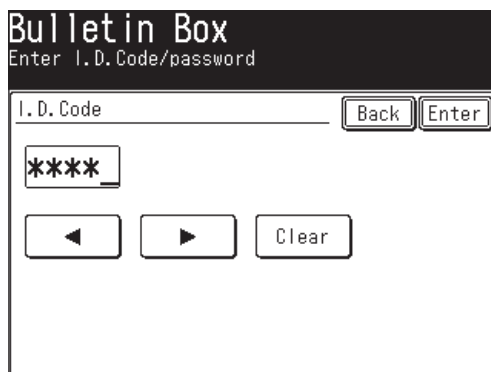 Bulletin Box
Enter I.D.Code/password
I.D.Code
Back Enter
****_
◄ ► Clear